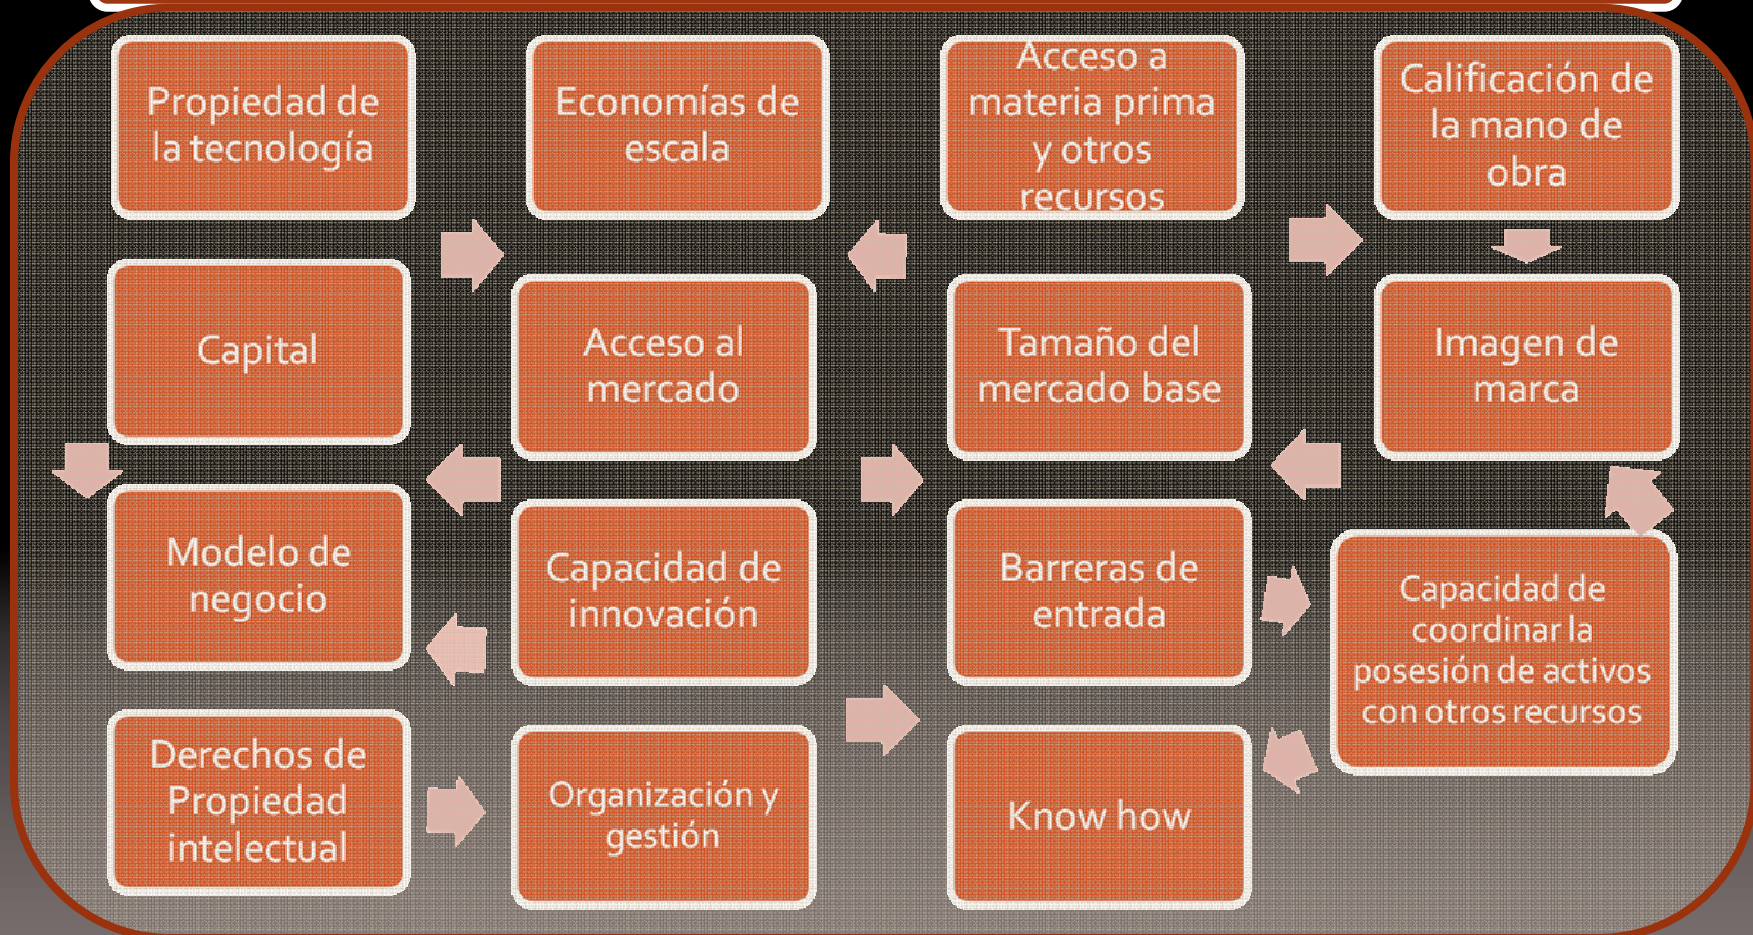 Propiedad de
la tecnología
Economías de
escala
Acceso a
materia prima
y otros
recursos
Calificación de
la mano de
obra
Capital
Acceso al
mercado
Tamaño del
mercado base
Imagen de
marca
Modelo de
negocio
Capacidad de
innovación
Barreras de
entrada
Capacidad de
coordinar la
posesión de activos
con otros recursos
Derechos de
Propiedad
intelectual
Organización y
gestión
Know how